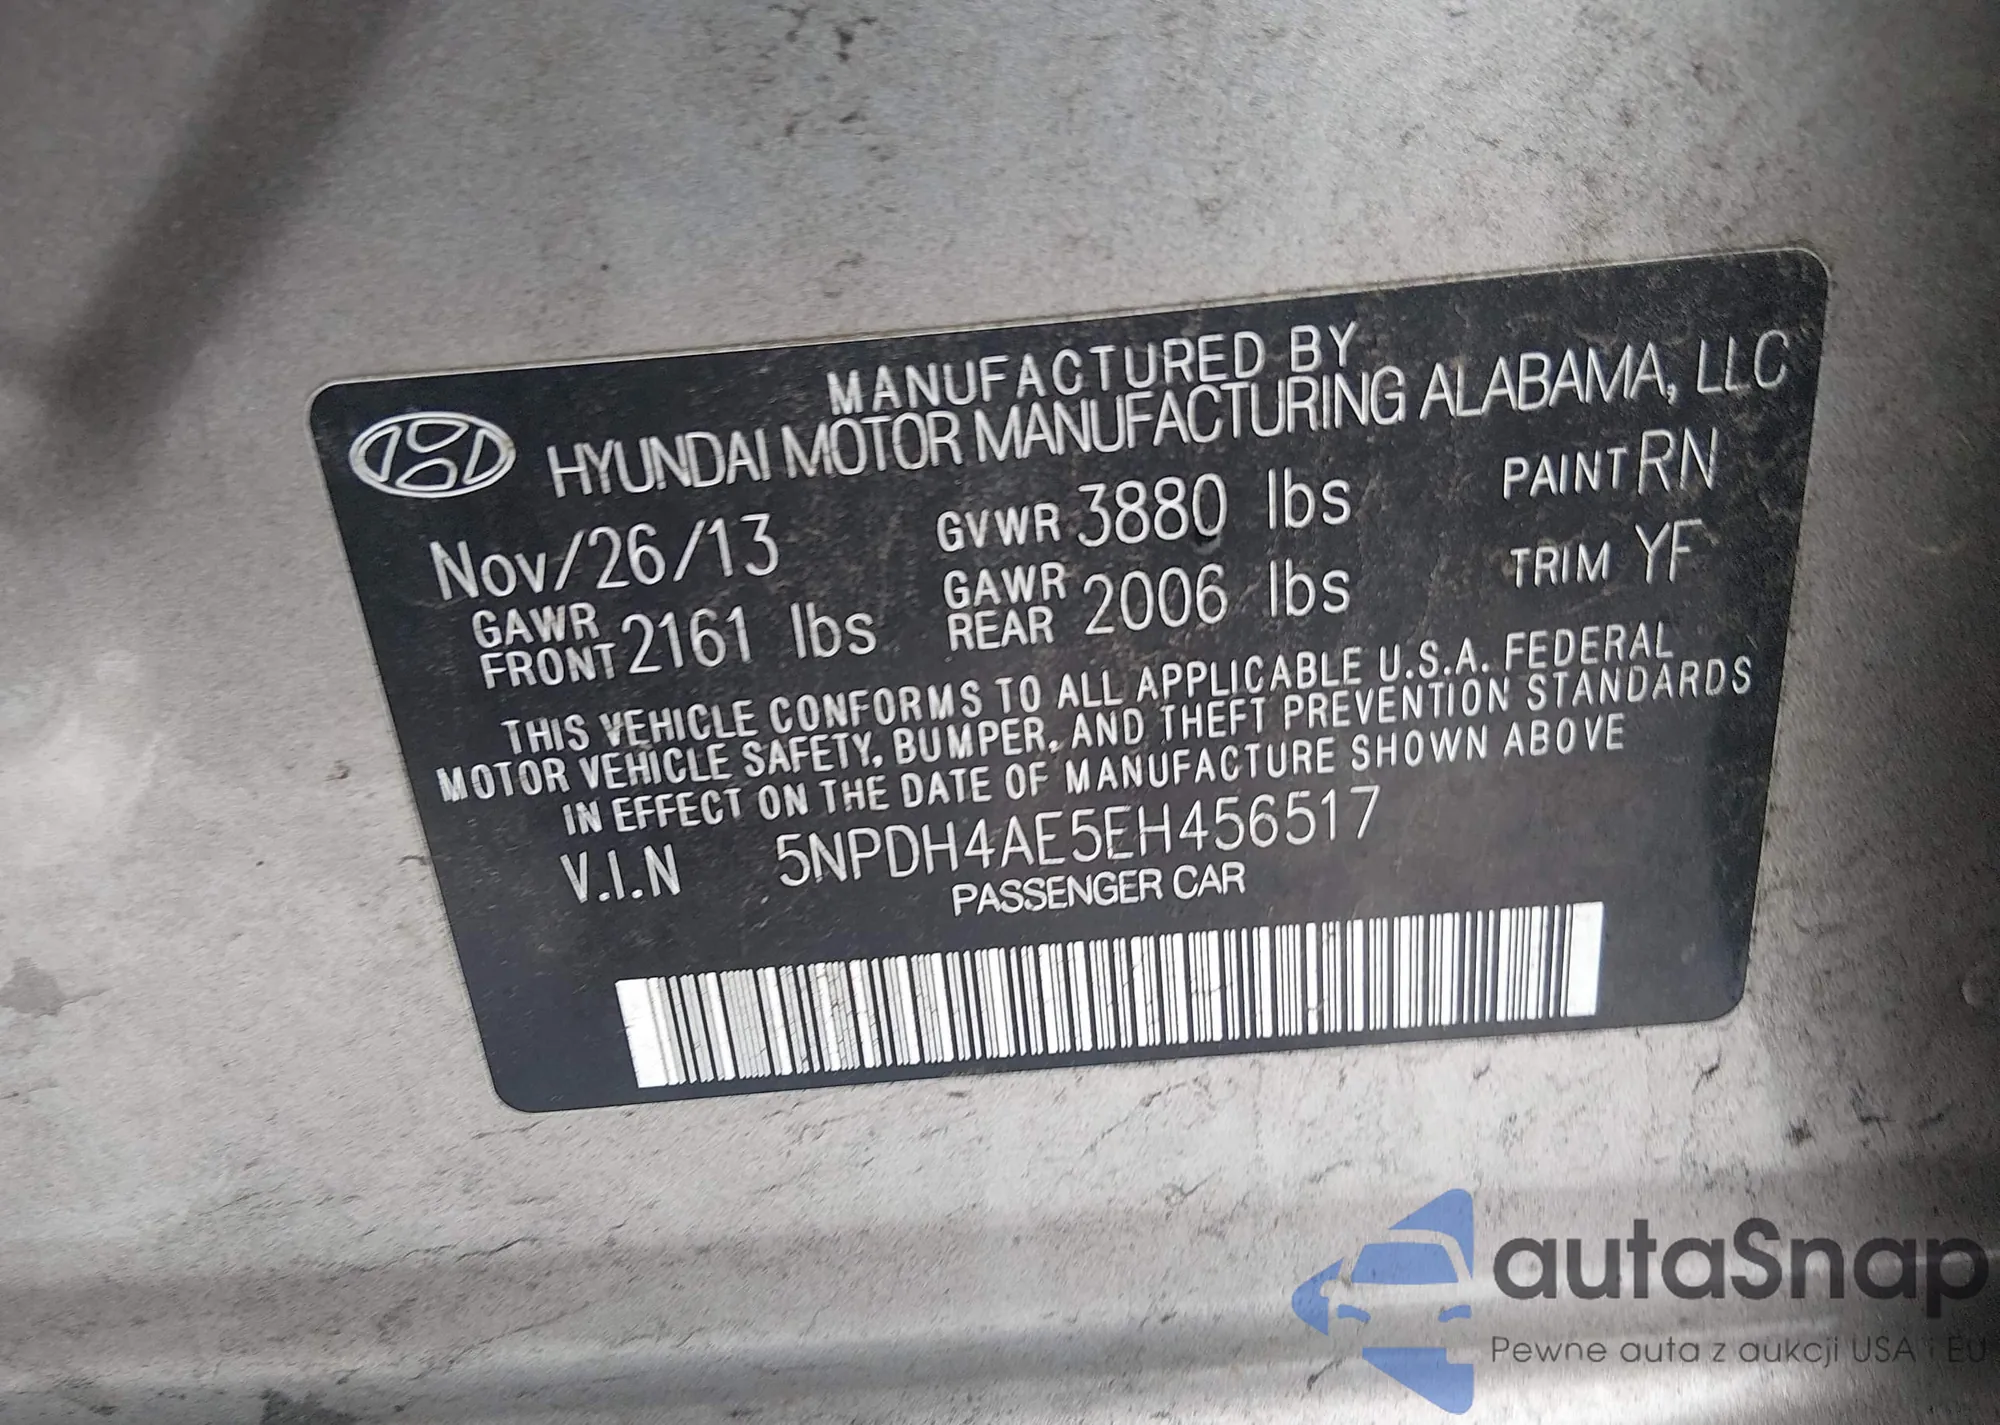 MANUFACTURED BY
HYUNDAI MOTOR MANUFACTURING ALABAMA, LLC
Nov/26/13 GVWR 3880 lbs PAINT RN
GAWR FRONT 2161 lbs GAWR REAR 2006 lbs TRIM YF
THIS VEHICLE CONFORMS TO ALL APPLICABLE U.S.A. FEDERAL
MOTOR VEHICLE SAFETY, BUMPER, AND THEFT PREVENTION STANDARDS
IN EFFECT ON THE DATE OF MANUFACTURE SHOWN ABOVE
V.I.N 5NPDH4AE5EH456517
PASSENGER CAR
autaSnap
Pewne auta z aukcji USA i EU